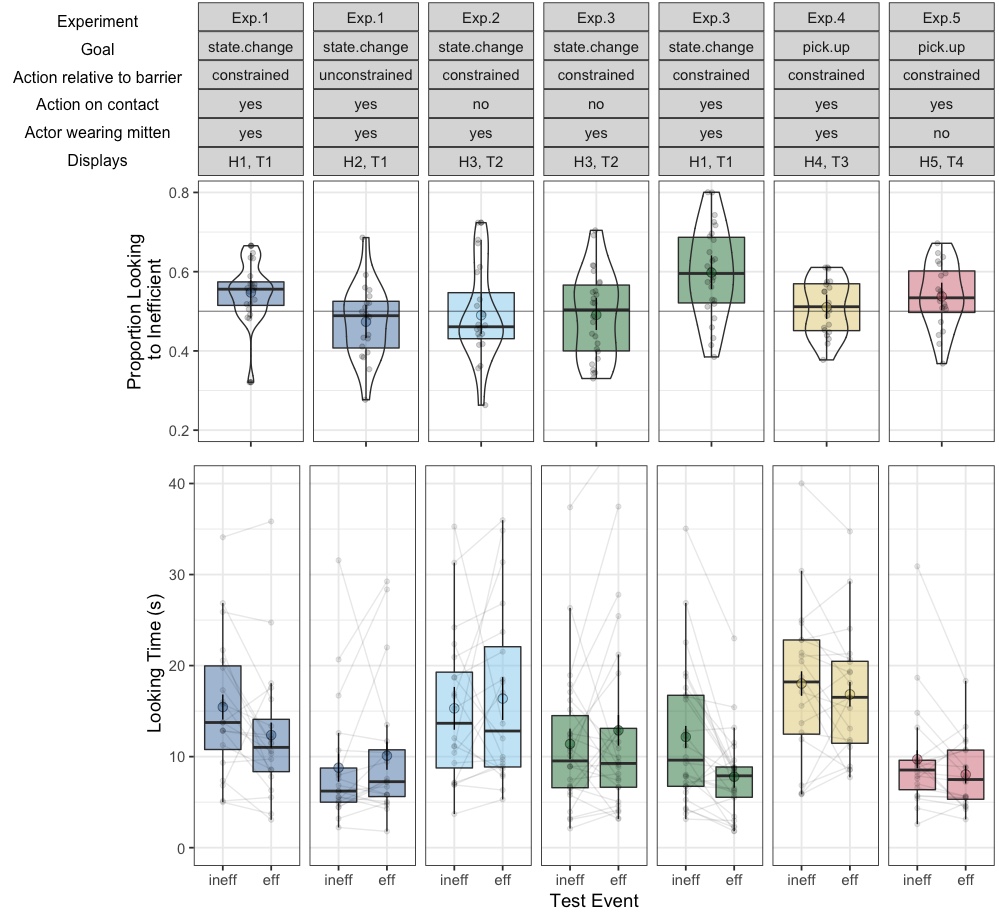 Experiment Exp.1 Exp.1 Exp.2 Exp.3 Exp.3 Exp.4 Exp.5
Goal state.change state.change state.change state.change state.change pick.up pick.up
Action relative to barrier constrained unconstrained constrained constrained constrained constrained constrained
Action on contact yes yes no no yes yes yes
Actor wearing mitten yes yes yes yes yes yes no
Displays H1, T1 H2, T1 H3, T2 H3, T2 H1, T1 H4, T3 H5, T4
Proportion Looking
to Inefficient
0.8
0.6
0.4
0.2
Looking Time (s)
40
30
20
10
0
ineff eff ineff eff ineff eff ineff eff ineff eff ineff eff ineff eff
Test Event